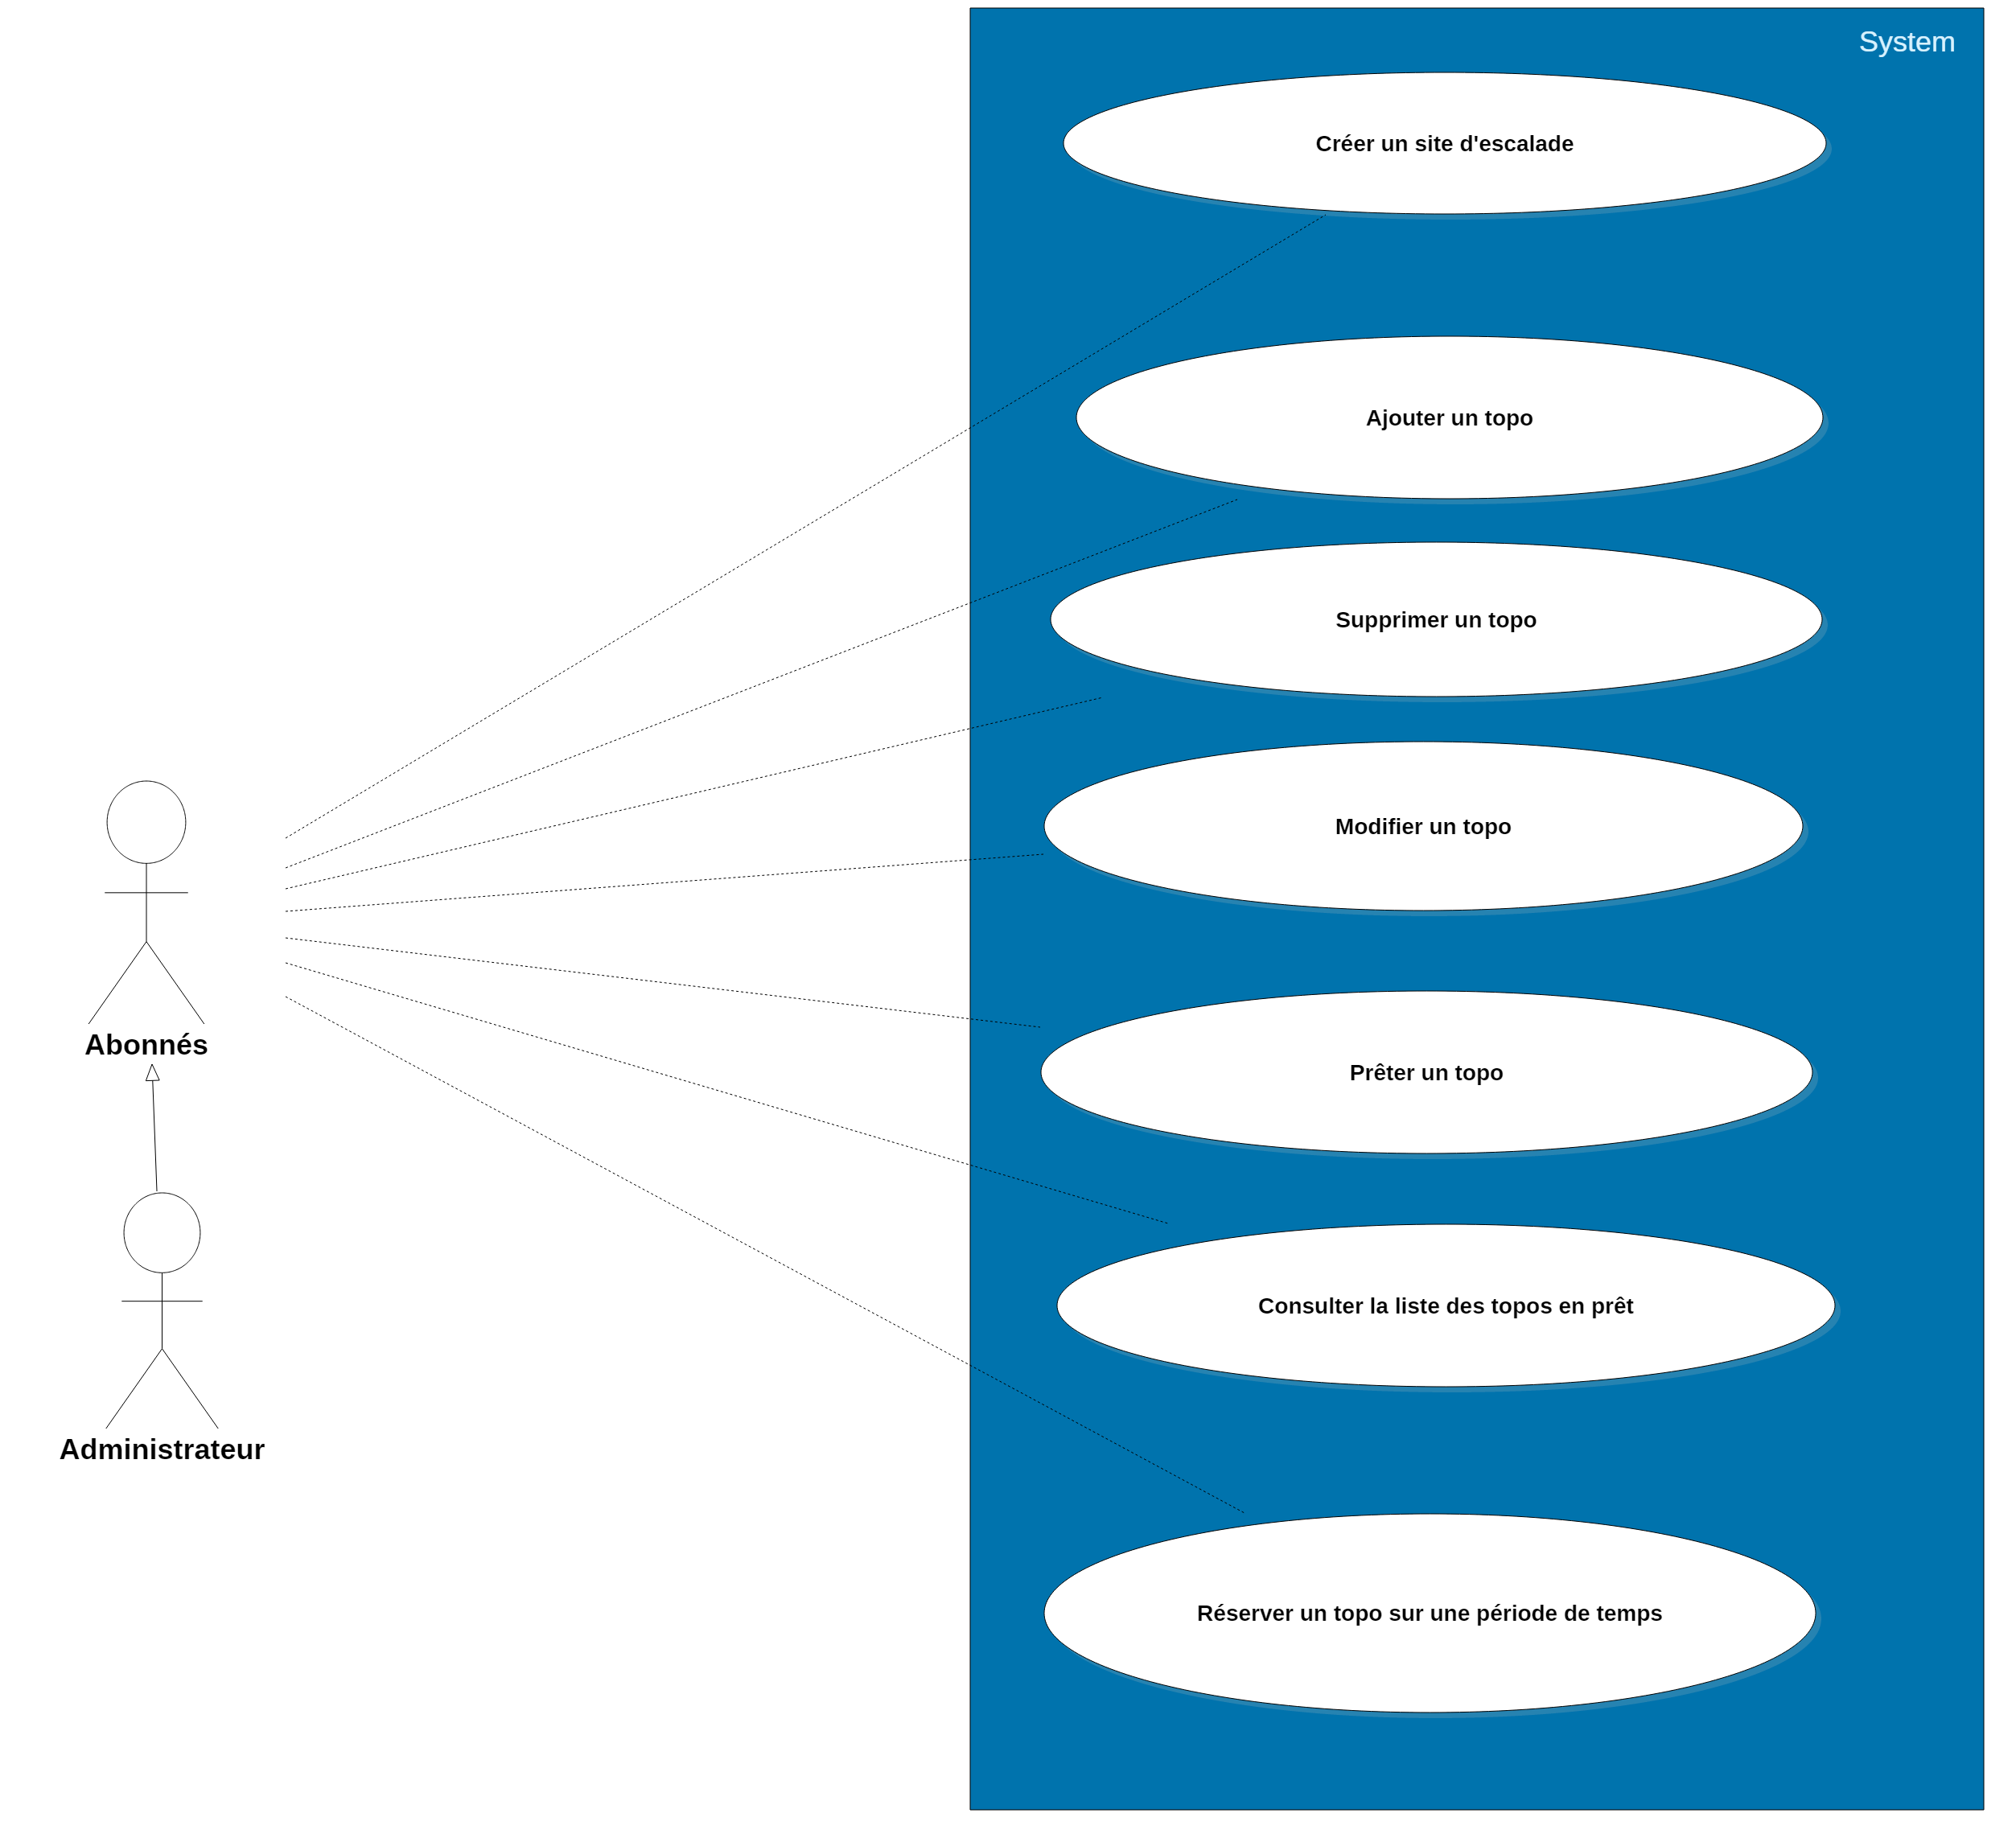 System
Créer un site d'escalade
Ajouter un topo
Supprimer un topo
Modifier un topo
Abonnés
Prêter un topo
Consulter la liste des topos en prêt
Administrateur
Réserver un topo sur une période de temps